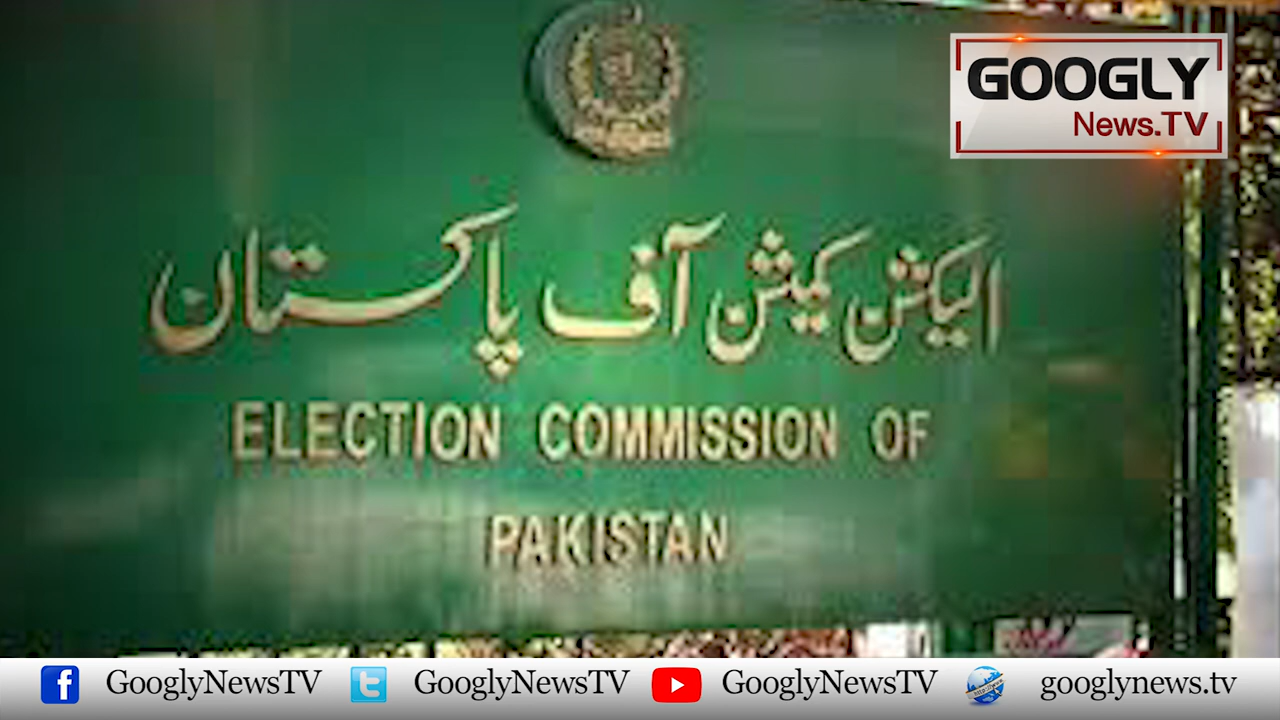 GOOGLY
News.TV
الیکشن کمیشن آف پاکستان
ELECTION COMMISSION OF
PAKISTAN
GooglyNewsTV GooglyNewsTV GooglyNewsTV googlynews.tv